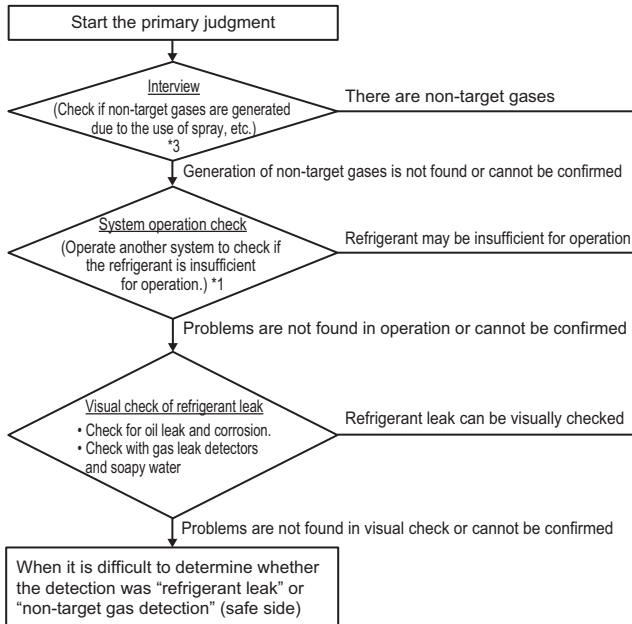 Start the primary judgment
Interview
(Check if non-target gases are generated
due to the use of spray, etc.)
*3
There are non-target gases
Generation of non-target gases is not found or cannot be confirmed
System operation check
(Operate another system to check if
the refrigerant is insufficient
for operation.) *1
Refrigerant may be insufficient for operation
Problems are not found in operation or cannot be confirmed
Visual check of refrigerant leak
• Check for oil leak and corrosion.
• Check with gas leak detectors
and soapy water
Refrigerant leak can be visually checked
Problems are not found in visual check or cannot be confirmed
When it is difficult to determine whether
the detection was “refrigerant leak” or
“non-target gas detection” (safe side)